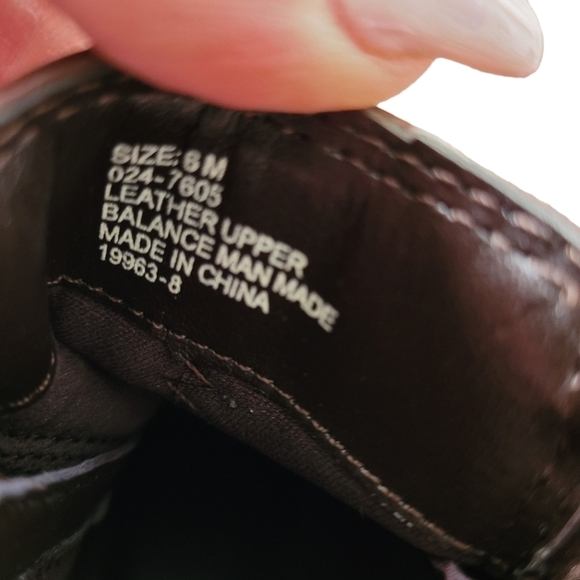 SIZE: 6 M
024-7605
LEATHER UPPER
BALANCE MAN MADE
MADE IN CHINA
19963-8